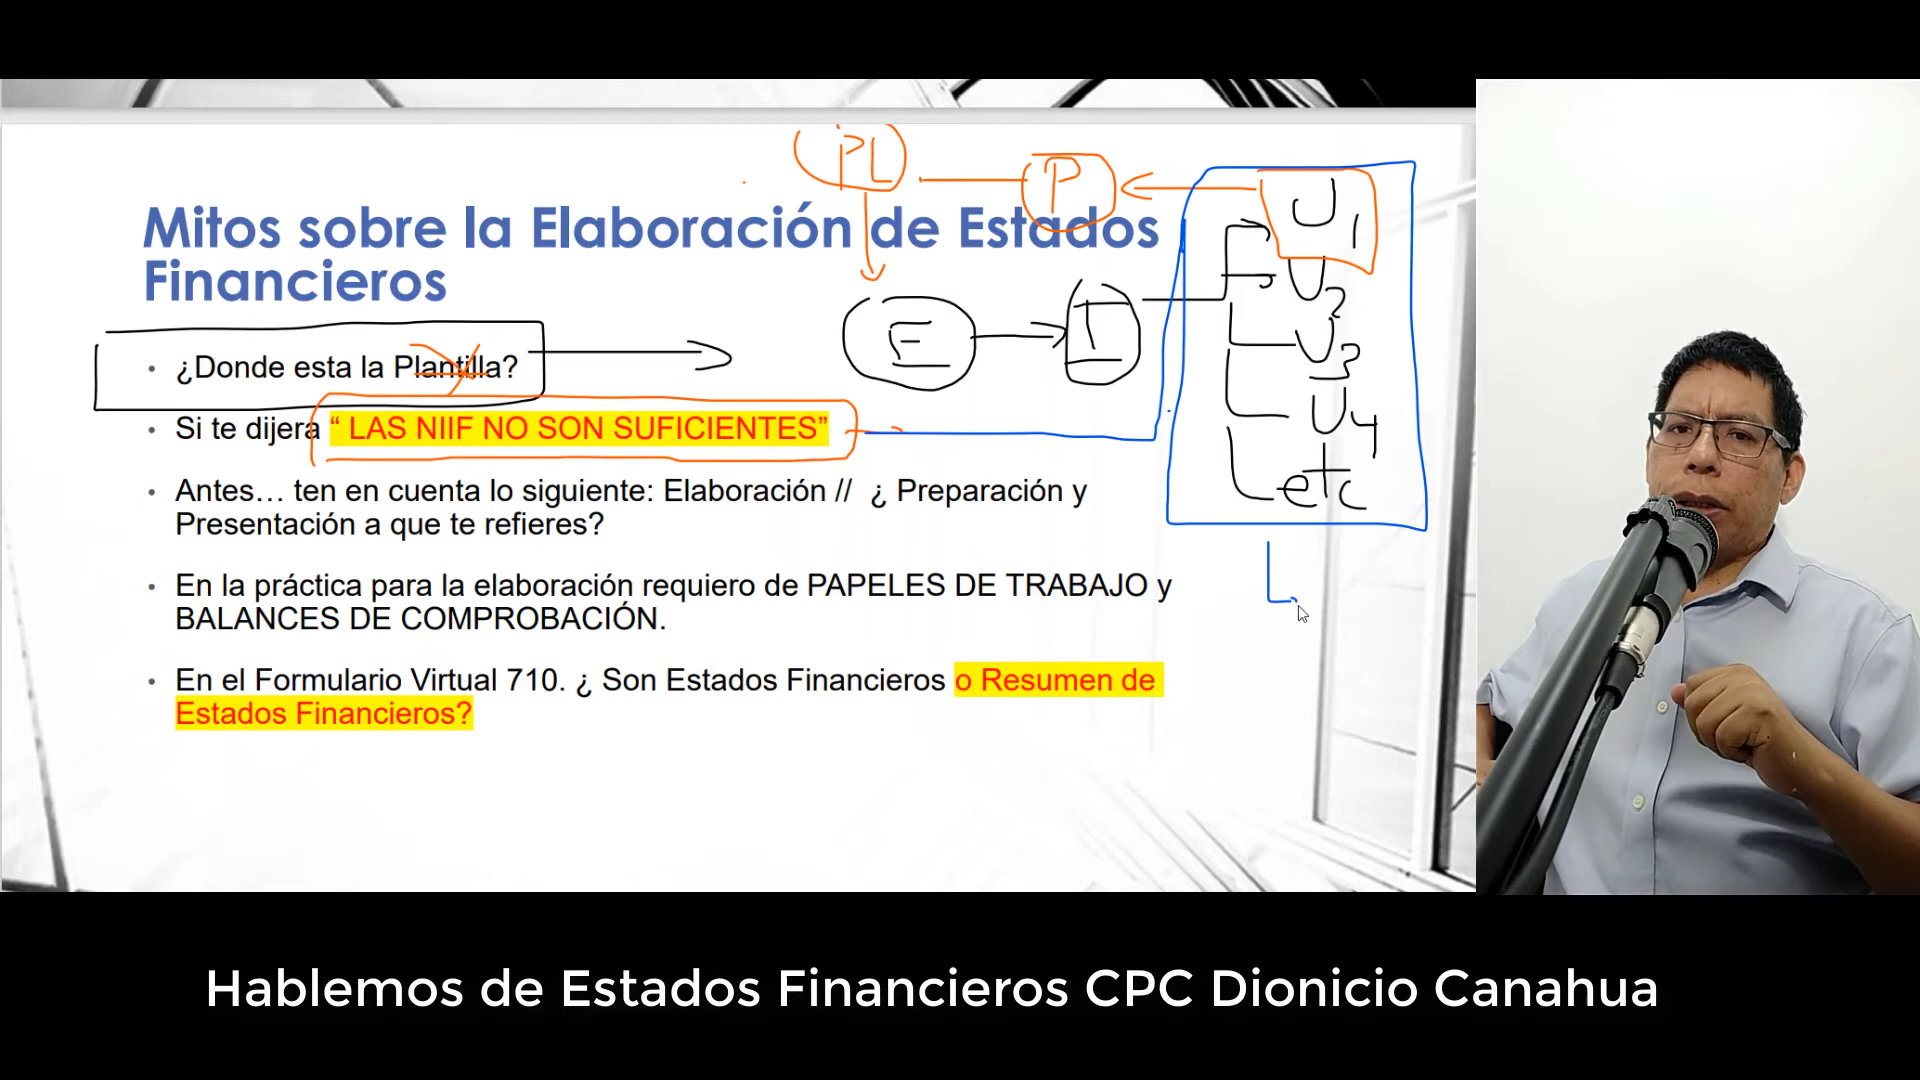 PL
P
U1
Mitos sobre la Elaboración de Estados
Financieros
U2
E
I
U3
• ¿Donde esta la Plantilla?
• Si te dijera “ LAS NIIF NO SON SUFICIENTES”
U4
etc
• Antes… ten en cuenta lo siguiente: Elaboración // ¿ Preparación y
Presentación a que te refieres?
• En la práctica para la elaboración requiero de PAPELES DE TRABAJO y
BALANCES DE COMPROBACIÓN.
• En el Formulario Virtual 710. ¿ Son Estados Financieros o Resumen de
Estados Financieros?
Hablemos de Estados Financieros CPC Dionicio Canahua